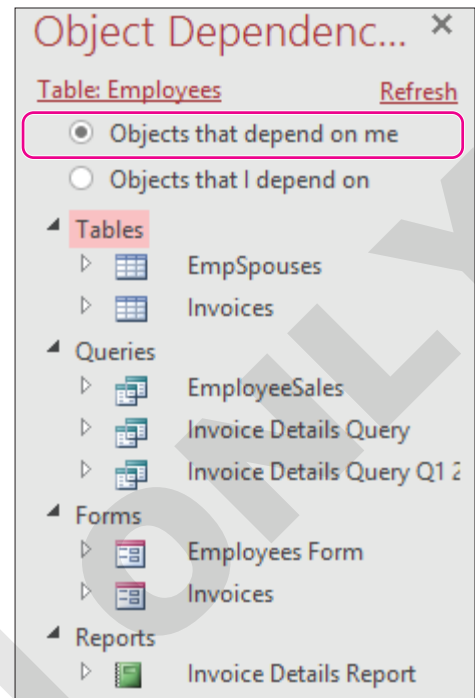 Object Dependenc...
Table: Employees Refresh
Objects that depend on me
Objects that I depend on
Tables
EmpSpouses
Invoices
Queries
EmployeeSales
Invoice Details Query
Invoice Details Query Q1 2
Forms
Employees Form
Invoices
Reports
Invoice Details Report